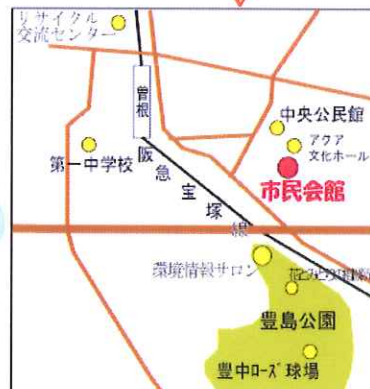 リサイクル
交流センター
曽根
中央公民館
アクア
文化ホール
第一中学校
市民会館
阪急宝塚線
環境情報サロン
豊島公園
豊中ローズ球場